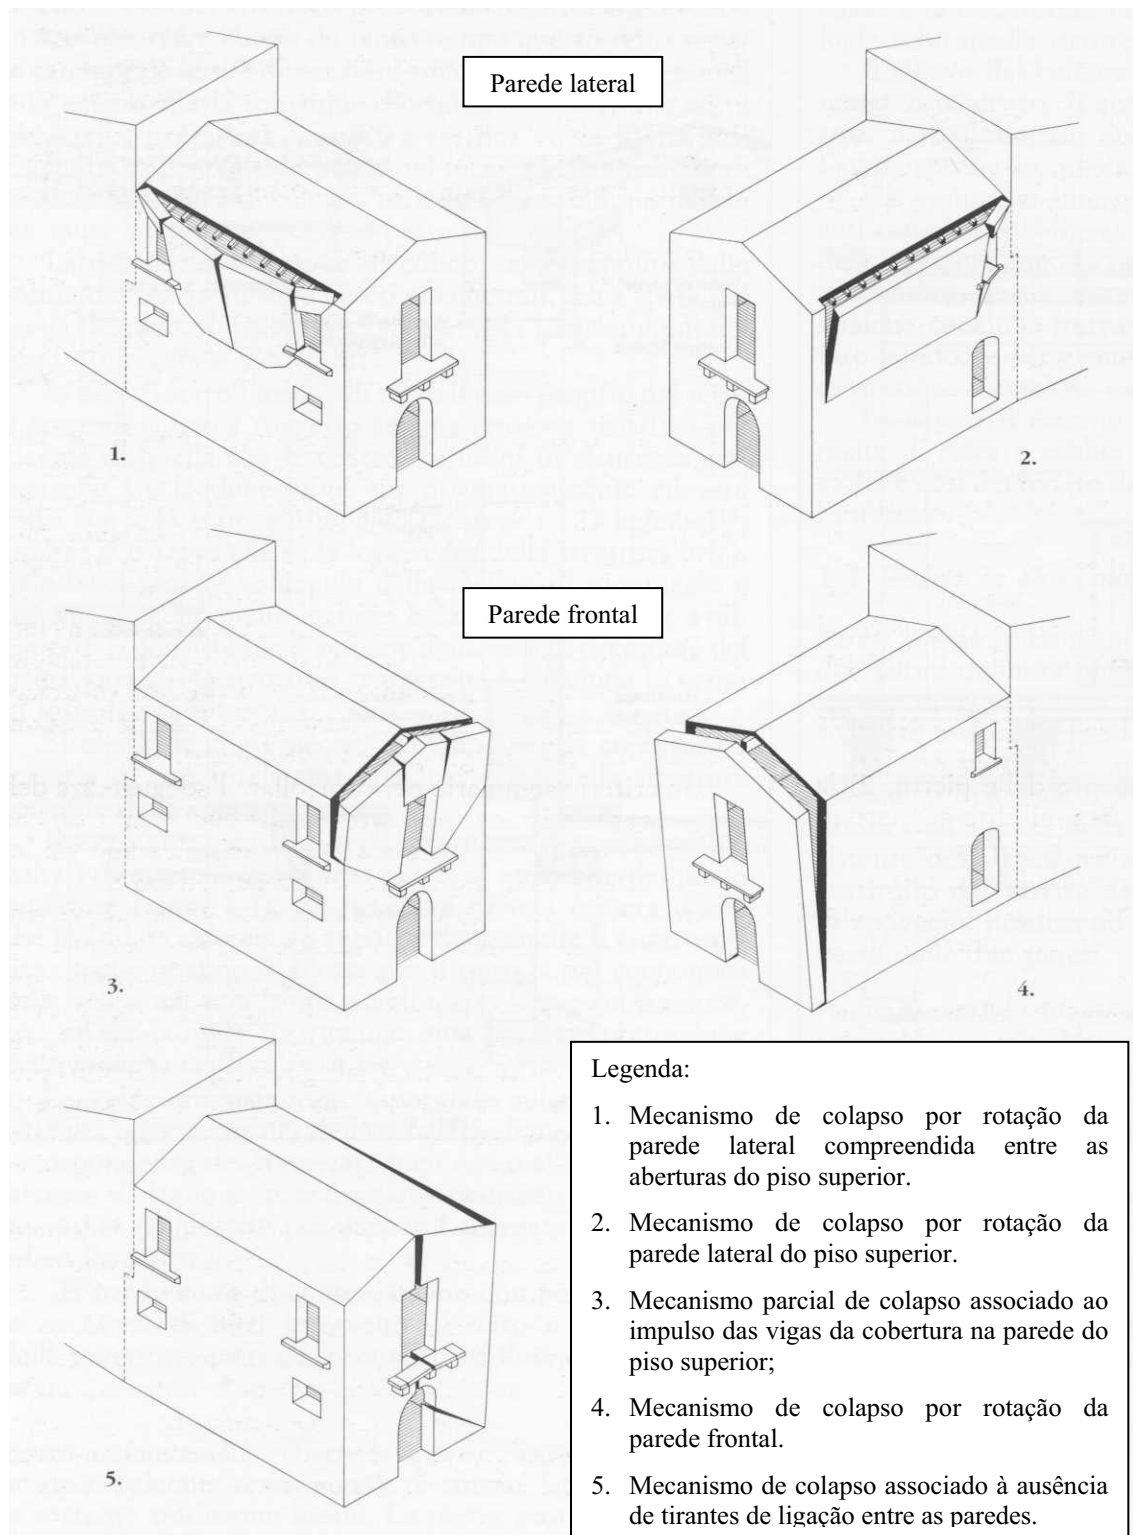 Parede lateral
1.
2.
Parede frontal
3.
4.
5.
Legenda:
1. Mecanismo de colapso por rotação da
parede lateral compreendida entre as
aberturas do piso superior.
2. Mecanismo de colapso por rotação da
parede lateral do piso superior.
3. Mecanismo parcial de colapso associado ao
impulso das vigas da cobertura na parede do
piso superior;
4. Mecanismo de colapso por rotação da
parede frontal.
5. Mecanismo de colapso associado à ausência
de tirantes de ligação entre as paredes.